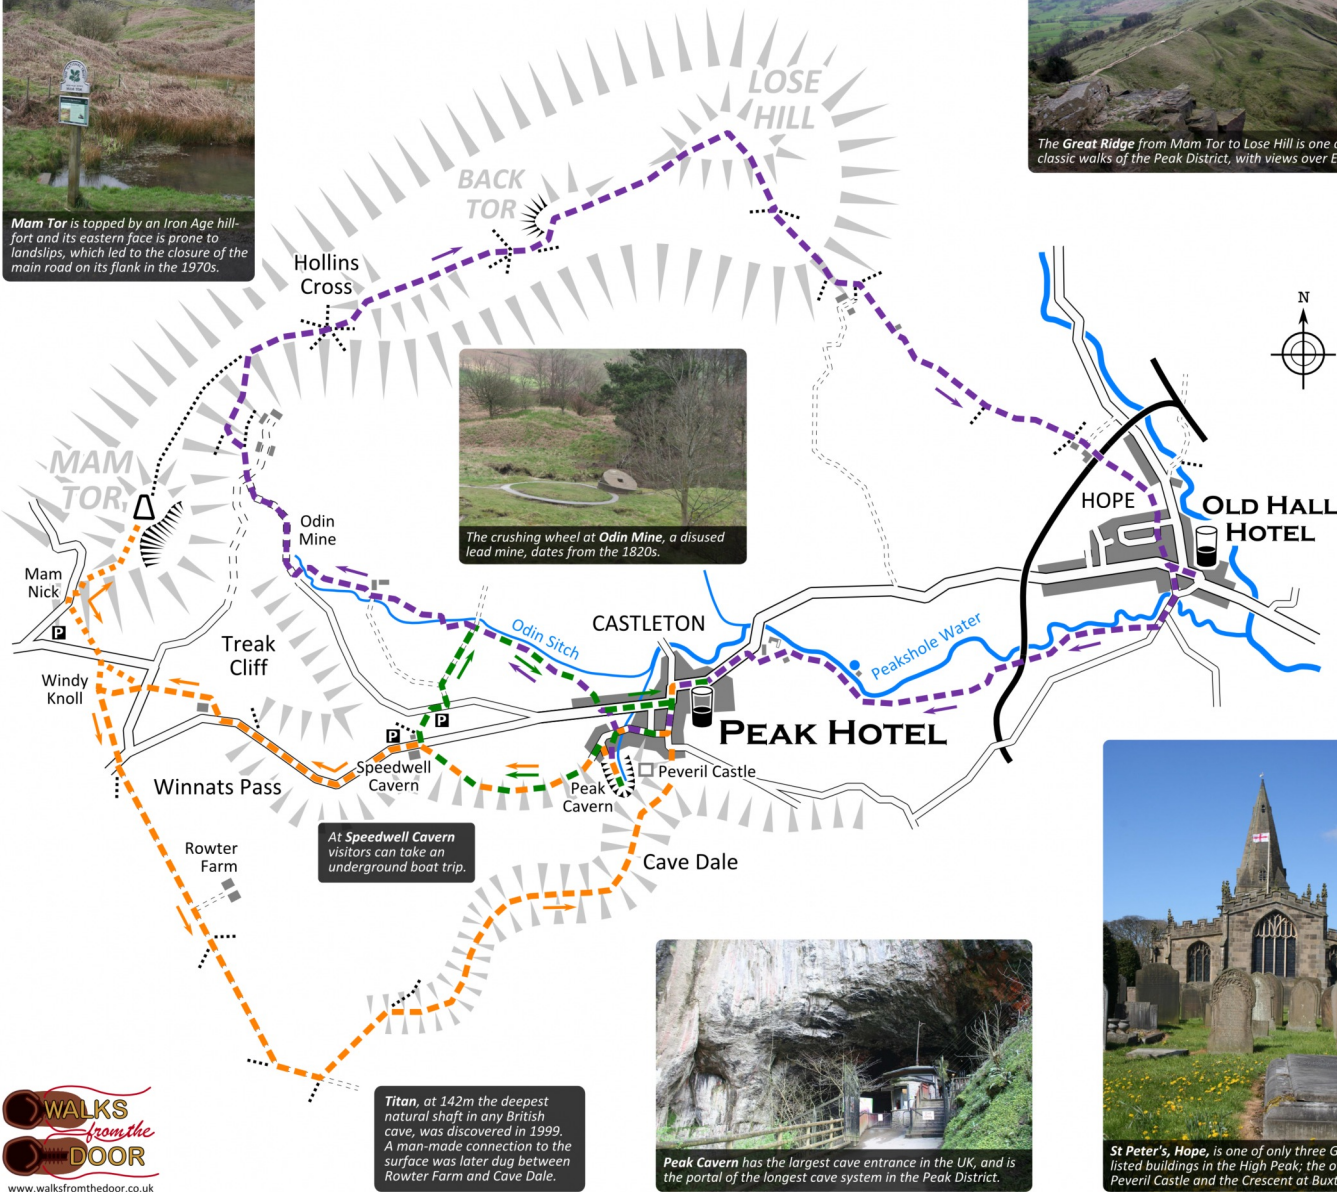 Mam Tor is topped by an Iron Age hill-
fort and its eastern face is prone to
landslips, which led to the closure of the
main road on its flank in the 1970s.
LOSE
HILL
The Great Ridge from Mam Tor to Lose Hill is one
classic walks of the Peak District, with views over
BACK
TOR
Hollins
Cross
N
The crushing wheel at Odin Mine, a disused
lead mine, dates from the 1820s.
MAM
TOR
HOPE
OLD HALL
HOTEL
Odin
Mine
Mam
Nick
P
Treak
Cliff
Odin Sitch
CASTLETON
Peakshole Water
Windy
Knoll
P
P
PEAK HOTEL
Winnats Pass
Speedwell
Cavern
Peak
Cavern
Peveril Castle
At Speedwell Cavern
visitors can take an
underground boat trip.
Rowter
Farm
Cave Dale
Titan, at 142m the deepest
natural shaft in any British
cave, was discovered in 1999.
A man-made connection to the
surface was later dug between
Rowter Farm and Cave Dale.
Peak Cavern has the largest cave entrance in the UK, and is
the portal of the longest cave system in the Peak District.
St Peter's, Hope, is one of only three G
listed buildings in the High Peak; the o
Peveril Castle and the Crescent at Bux
WALKS
from the
DOOR
www.walksfromthedoor.co.uk